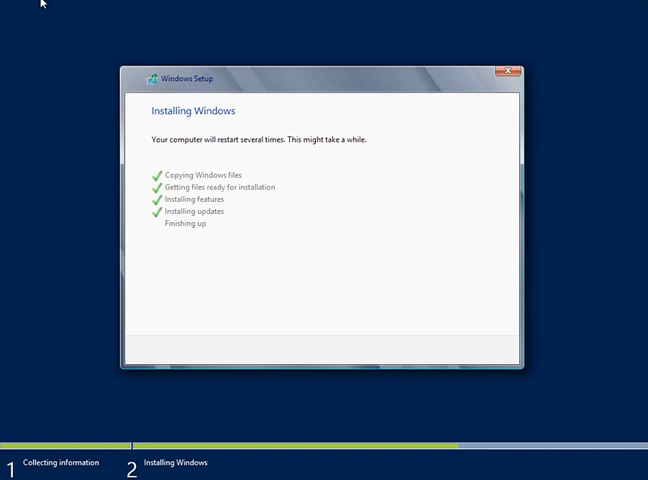 Windows Setup
Installing Windows
Your computer will restart several times. This might take a while.
Copying Windows files
Getting files ready for installation
Installing features
Installing updates
Finishing up
1 Collecting information
2 Installing Windows